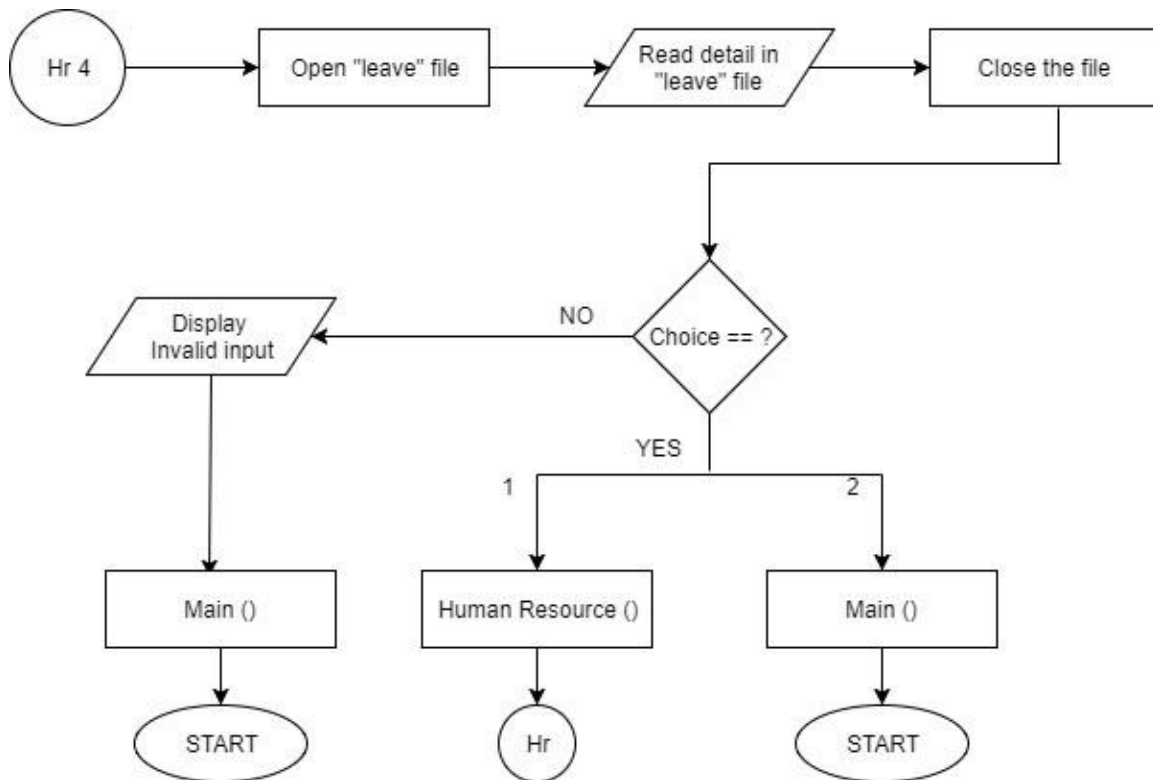 Hr 4
Open "leave" file
Read detail in
"leave" file
Close the file
Choice == ?
NO
Display
Invalid input
YES
1
2
Main ()
Human Resource ()
Main ()
START
Hr
START